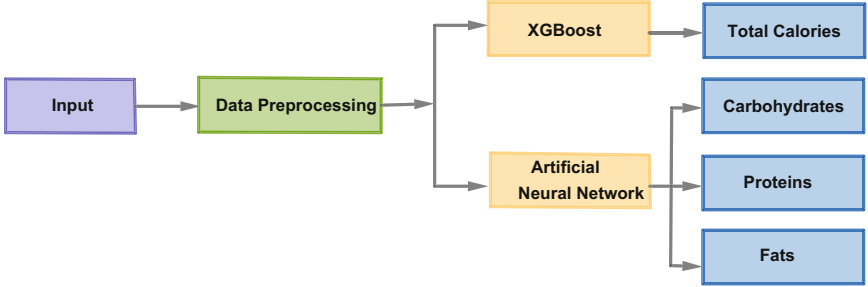 XGBoost
Total Calories
Input
Data Preprocessing
Carbohydrates
Artificial
Neural Network
Proteins
Fats